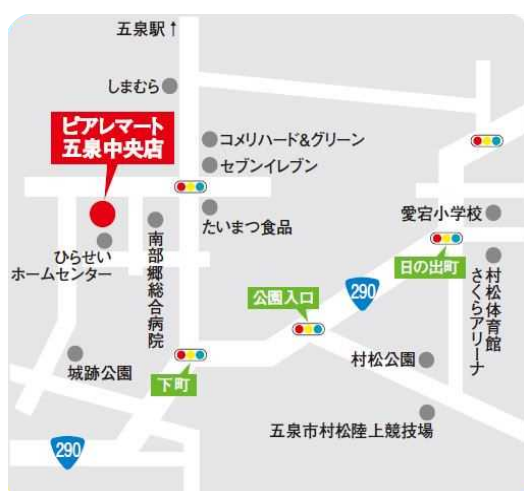 五泉駅↑
しまむら
ピアレマート
五泉中央店
コメリハード&グリーン
セブンイレブン
たいまつ食品
愛宕小学校
ひらせい
ホームセンター
南部郷総合病院
日の出町
村松体育館
さくらアリーナ
290
公園入口
城跡公園
下町
村松公園
五泉市村松陸上競技場
290